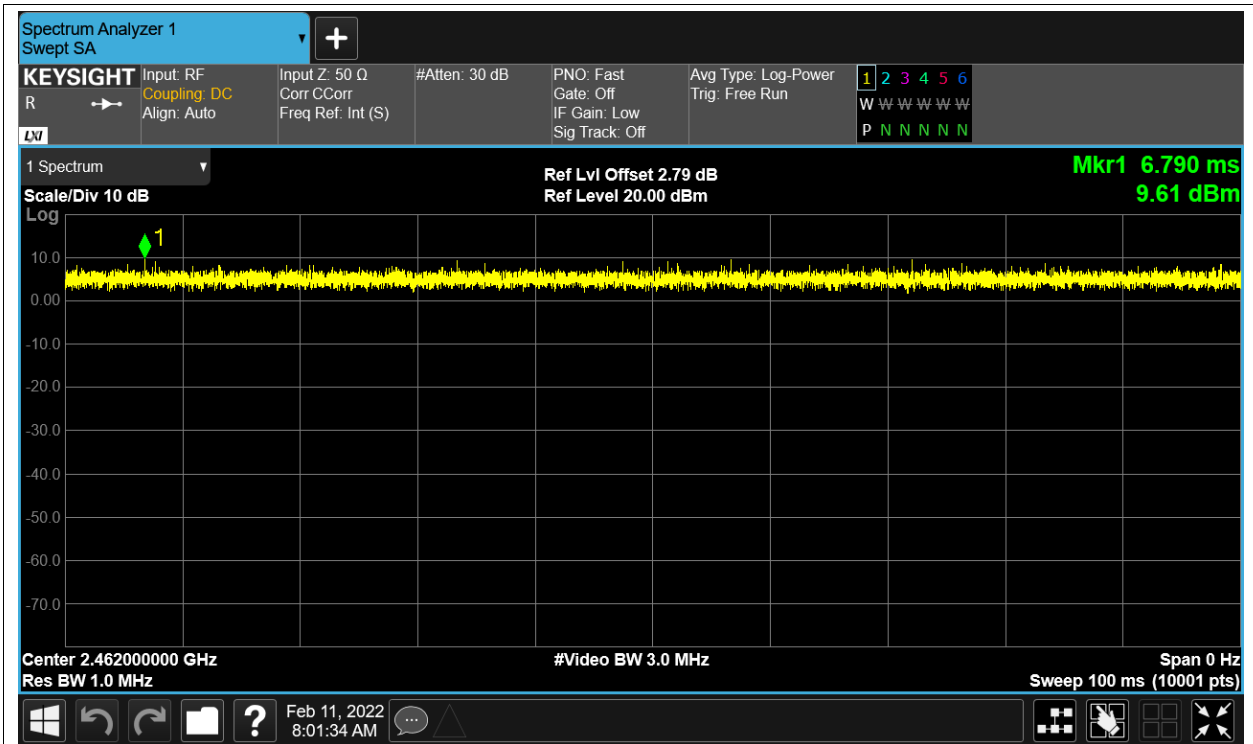 Spectrum Analyzer 1
Swept SA
KEYSIGHT Input: RF Input Z: 50 Ω #Atten: 30 dB PNO: Fast Avg Type: Log-Power 1 2 3 4 5 6
R Coupling: DC Corr CCorr Gate: Off Trig: Free Run W W W W W W
Align: Auto Freq Ref: Int (S) IF Gain: Low
LXI Sig Track: Off P N N N N N
1 Spectrum Ref Lvl Offset 2.79 dB Mkr1 6.790 ms
Scale/Div 10 dB Ref Level 20.00 dBm 9.61 dBm
Log
1
10.0
0.00
-10.0
-20.0
-30.0
-40.0
-50.0
-60.0
-70.0
Center 2.462000000 GHz #Video BW 3.0 MHz Span 0 Hz
Res BW 1.0 MHz Sweep 100 ms (10001 pts)
? Feb 11, 2022
8:01:34 AM